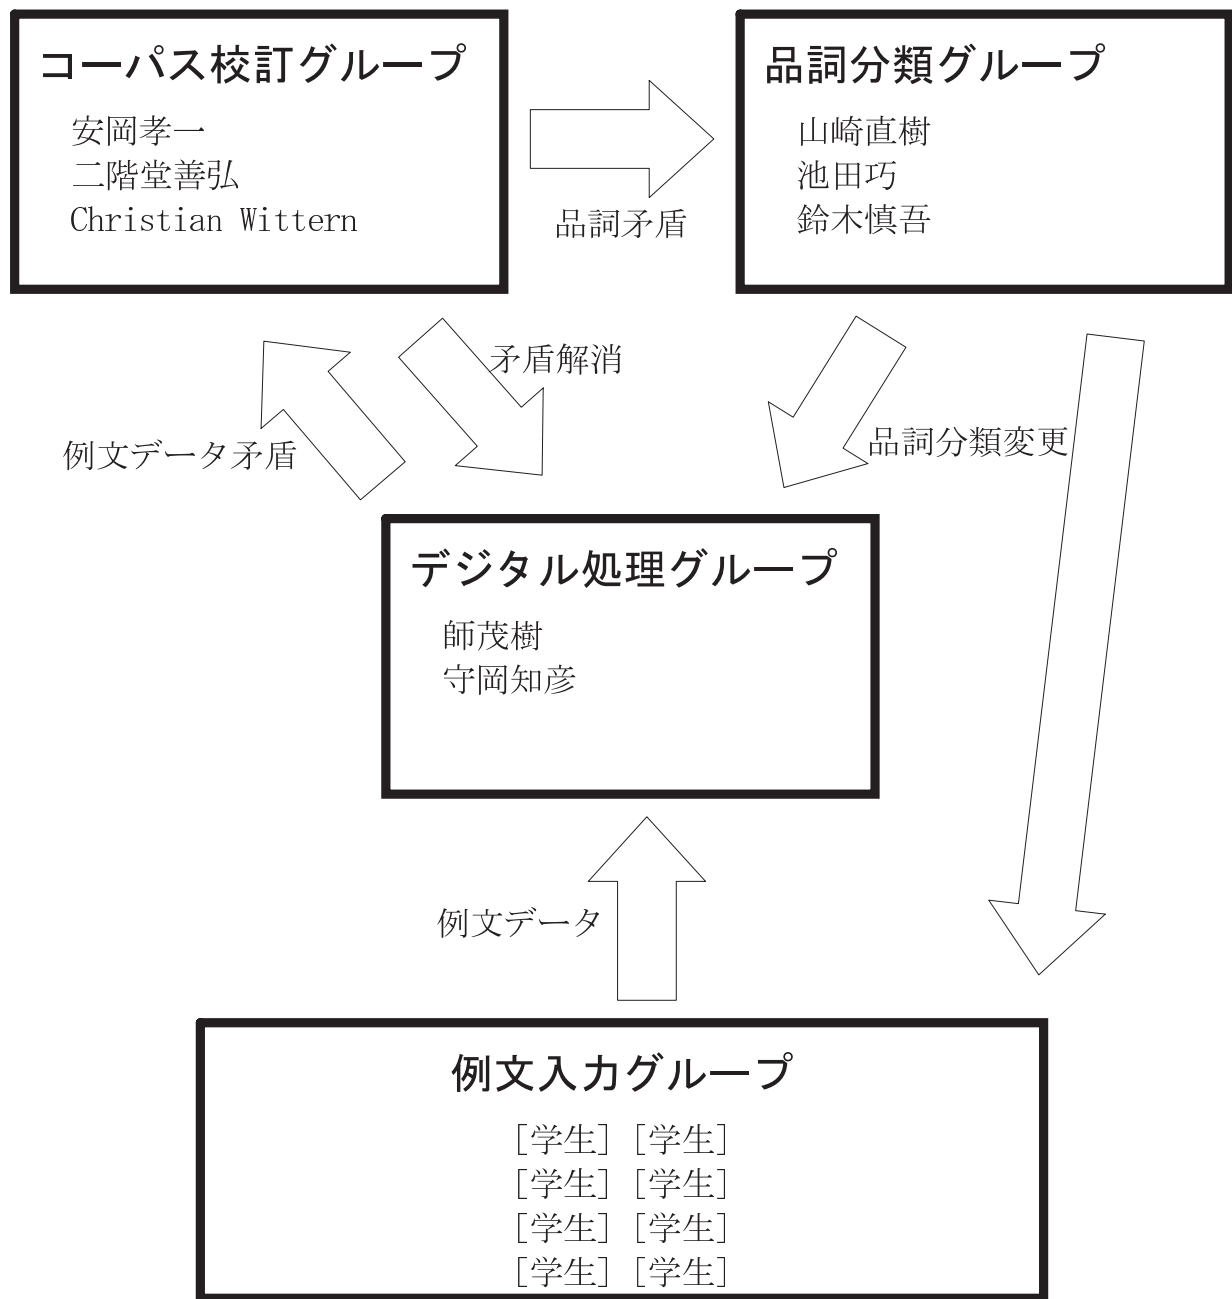 コーパス校訂グループ
安岡孝一
二階堂善弘
Christian Wittern
品詞矛盾
品詞分類グループ
山崎直樹
池田巧
鈴木慎吾
矛盾解消
例文データ矛盾
品詞分類変更
デジタル処理グループ
師茂樹
守岡知彦
例文データ
例文入力グループ
[学生] [学生]
[学生] [学生]
[学生] [学生]
[学生] [学生]